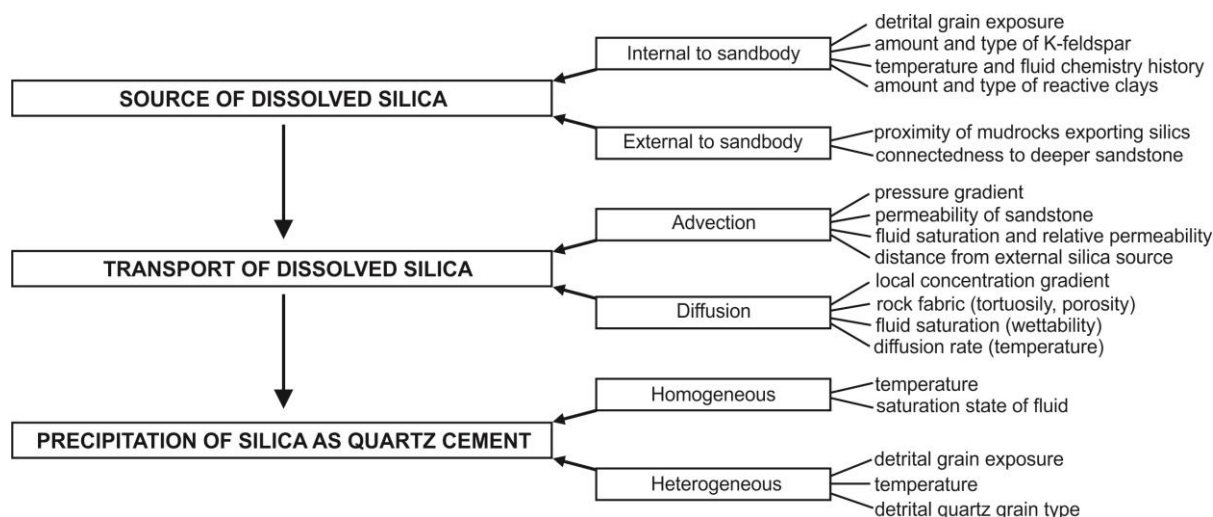 detrital grain exposure
Internal to sandbody
amount and type of K-feldspar
temperature and fluid chemistry history
amount and type of reactive clays
SOURCE OF DISSOLVED SILICA
External to sandbody
proximity of mudrocks exporting silics
connectedness to deeper sandstone
pressure gradient
Advection
permeability of sandstone
fluid saturation and relative permeability
distance from external silica source
TRANSPORT OF DISSOLVED SILICA
local concentration gradient
Diffusion
rock fabric (tortuosily, porosity)
fluid saturation (wettability)
diffusion rate (temperature)
Homogeneous
temperature
saturation state of fluid
PRECIPITATION OF SILICA AS QUARTZ CEMENT
detrital grain exposure
Heterogeneous
temperature
detrital quartz grain type